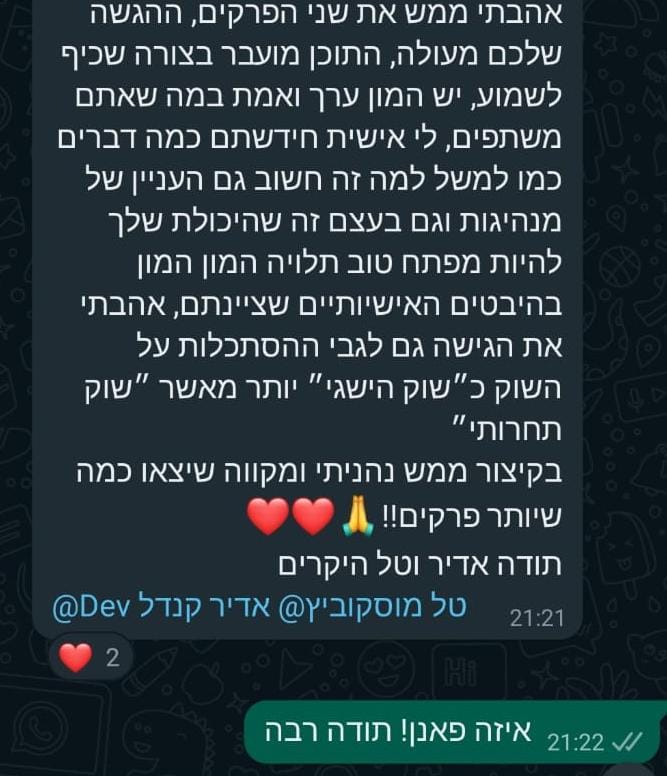 אהבתי ממש את שני הפרקים, ההגשה
שלכם מעולה, התוכן מועבר בצורה שכיף
לשמוע, יש המון ערך ואמת במה שאתם
משתפים, לי אישית חידשתם כמה דברים
כמו למשל למה זה חשוב גם העניין של
מנהיגות וגם בעצם זה שהיכולת שלך
להיות מפתח טוב תלויה המון המון
בהיבטים האישיותיים שציינתם, אהבתי
את הגישה גם לגבי ההסתכלות על
השוק כ״שוק הישגי״ יותר מאשר ״שוק
תחרותי״
בקיצור ממש נהניתי ומקווה שיצאו כמה
שיותר פרקים!! 🙏❤️❤️
תודה אדיר וטל היקרים
@טל מוסקוביץ @אדיר קנדל Dev
21:21
❤️ 2
איזה פאנן! תודה רבה
21:22